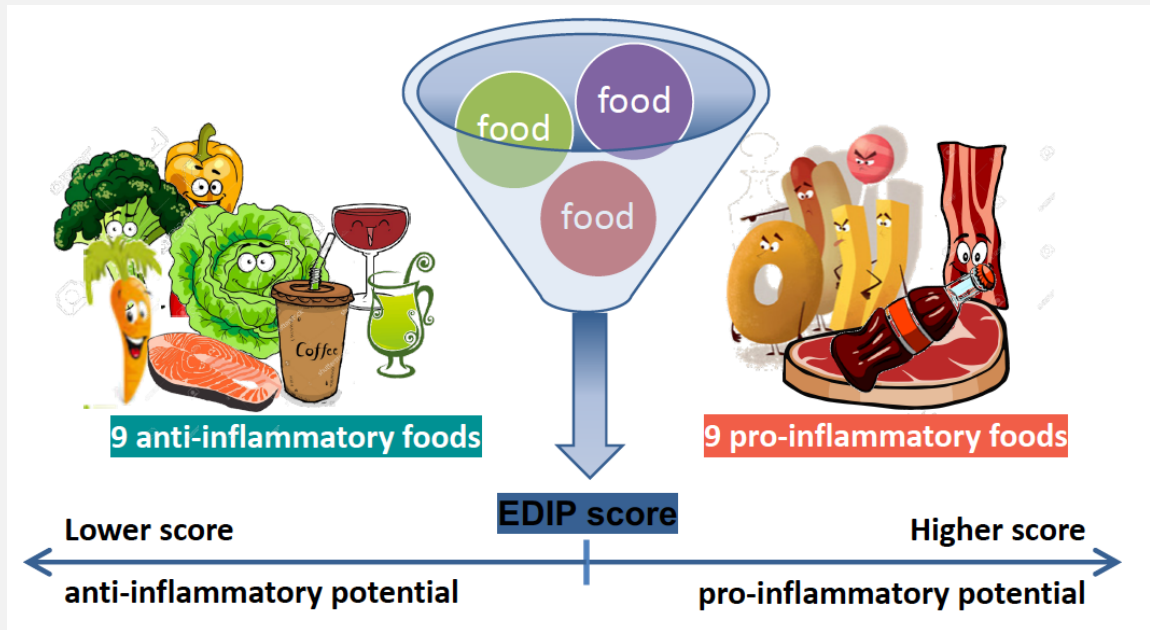 food
food
food
Coffee
9 anti-inflammatory foods
9 pro-inflammatory foods
EDIP score
Lower score
Higher score
anti-inflammatory potential
pro-inflammatory potential